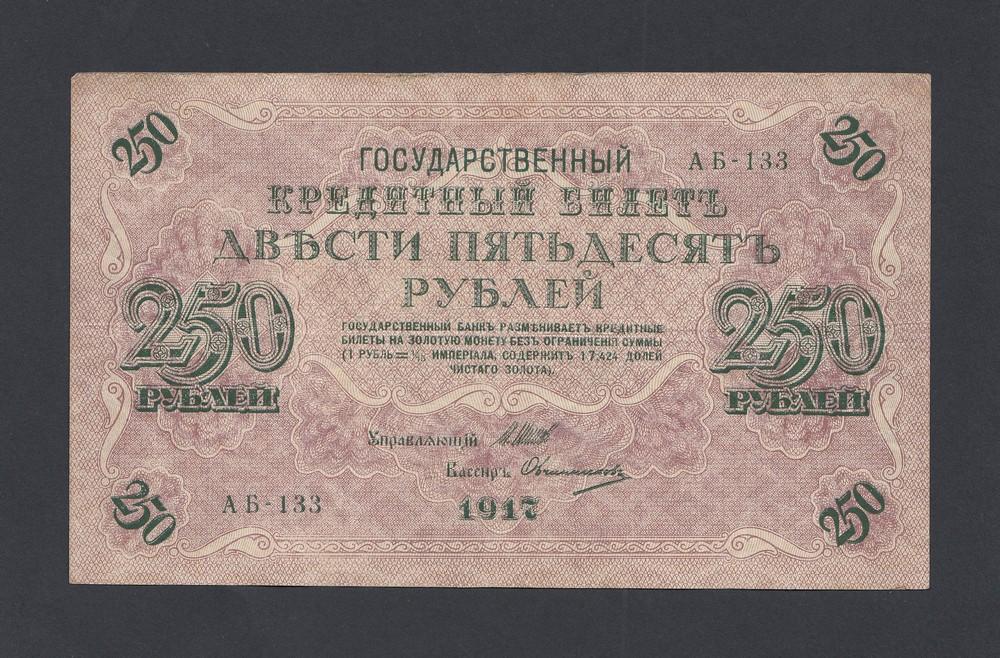 250
250
ГОСУДАРСТВЕННЫЙ АБ-133
КРЕДИТНЫЙ БИЛЕТЪ
ДВѢСТИ ПЯТЬДЕСЯТЪ
РУБЛЕЙ
250
РУБЛЕЙ
ГОСУДАРСТВЕННЫЙ БАНКЪ РАЗМѢНИВАЕТЪ КРЕДИТНЫЕ
БИЛЕТЫ НА ЗОЛОТУЮ МОНЕТУ БЕЗЪ ОГРАНИЧЕНІЯ СУММЫ
(1 РУБЛЬ = 1/15 ИМПЕРІАЛА, СОДЕРЖИТЪ 17,424 ДОЛЕЙ
ЧИСТАГО ЗОЛОТА).
250
РУБЛЕЙ
Управляющій
Кассиръ Овчинниковъ
250
АБ-133
1917
250